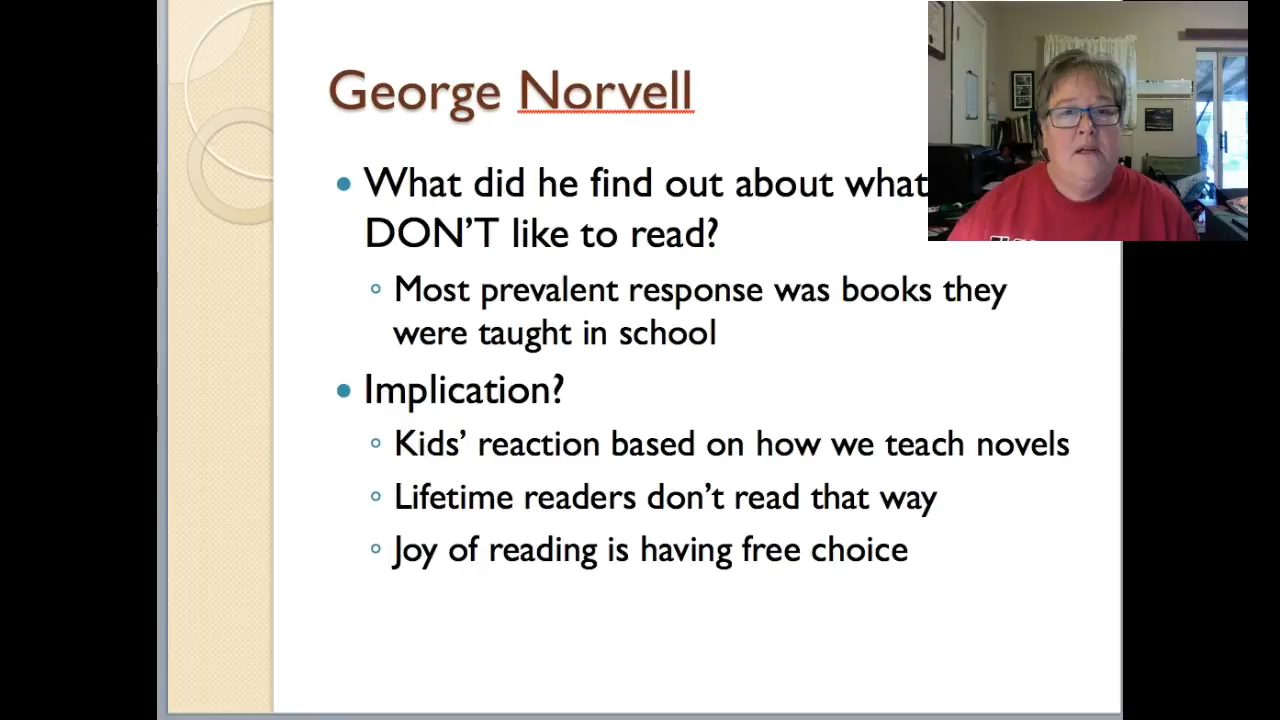 George Norvell
What did he find out about what
DON'T like to read?
Most prevalent response was books they
were taught in school
Implication?
Kids' reaction based on how we teach novels
Lifetime readers don't read that way
Joy of reading is having free choice